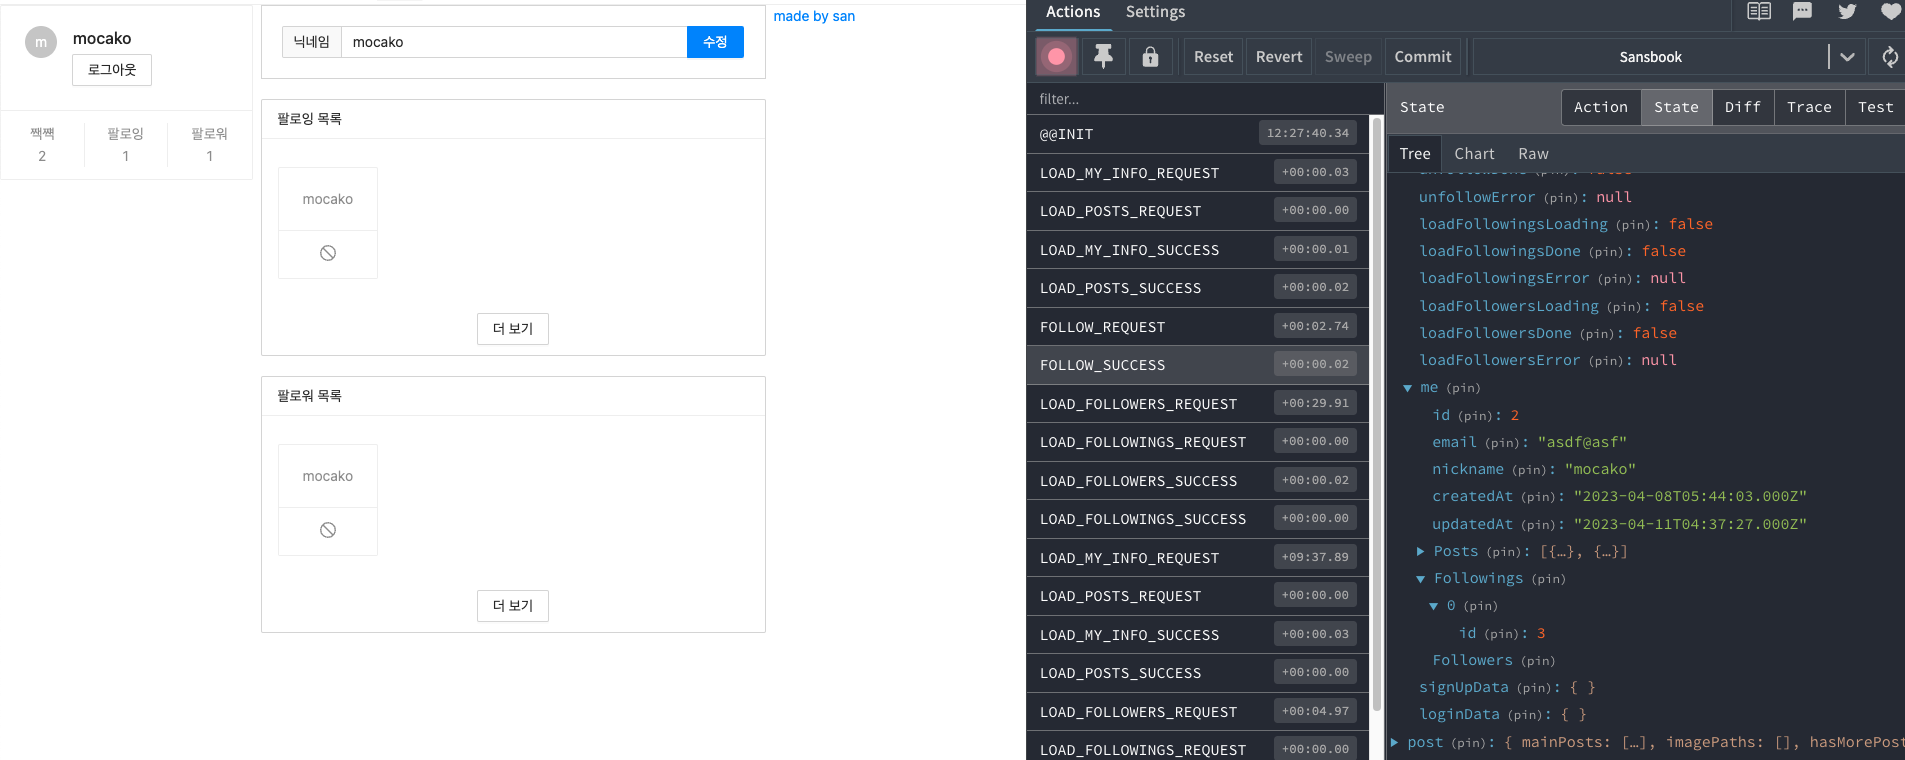 m
mocako
로그아웃
짹짹
2
팔로잉
1
팔로워
1
닉네임
mocako
수정
팔로잉 목록
mocako
더 보기
팔로워 목록
mocako
더 보기
made by san
Actions
Settings
Reset
Revert
Sweep
Commit
Sansbook
filter...
@@INIT 12:27:40.34
LOAD_MY_INFO_REQUEST +00:00.03
LOAD_POSTS_REQUEST +00:00.00
LOAD_MY_INFO_SUCCESS +00:00.01
LOAD_POSTS_SUCCESS +00:00.02
FOLLOW_REQUEST +00:02.74
FOLLOW_SUCCESS +00:00.02
LOAD_FOLLOWERS_REQUEST +00:29.91
LOAD_FOLLOWINGS_REQUEST +00:00.00
LOAD_FOLLOWERS_SUCCESS +00:00.02
LOAD_FOLLOWINGS_SUCCESS +00:00.00
LOAD_MY_INFO_REQUEST +09:37.89
LOAD_POSTS_REQUEST +00:00.00
LOAD_MY_INFO_SUCCESS +00:00.03
LOAD_POSTS_SUCCESS +00:00.00
LOAD_FOLLOWERS_REQUEST +00:04.97
LOAD_FOLLOWINGS_REQUEST +00:00.00
State
Action
State
Diff
Trace
Test
Tree
Chart
Raw
unfollowError (pin): null
loadFollowingsLoading (pin): false
loadFollowingsDone (pin): false
loadFollowingsError (pin): null
loadFollowersLoading (pin): false
loadFollowersDone (pin): false
loadFollowersError (pin): null
me (pin)
id (pin): 2
email (pin): "asdf@asf"
nickname (pin): "mocako"
createdAt (pin): "2023-04-08T05:44:03.000Z"
updatedAt (pin): "2023-04-11T04:37:27.000Z"
Posts (pin): [{…}, {…}]
Followings (pin)
0 (pin)
id (pin): 3
Followers (pin)
signUpData (pin): { }
loginData (pin): { }
post (pin): { mainPosts: […], imagePaths: [], hasMorePost